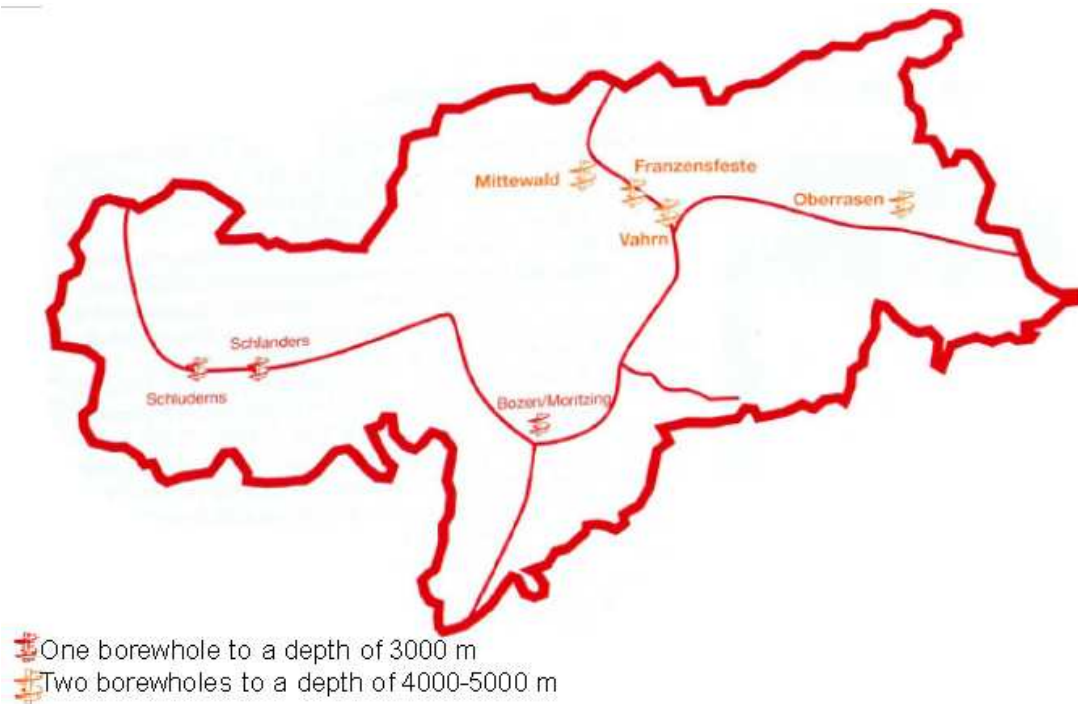 Franzensfeste
Mittewald
Oberrasen
Vahrn
Schlanders
Schluderns
Bozen/Moritzing
One borewhole to a depth of 3000 m
Two borewholes to a depth of 4000-5000 m